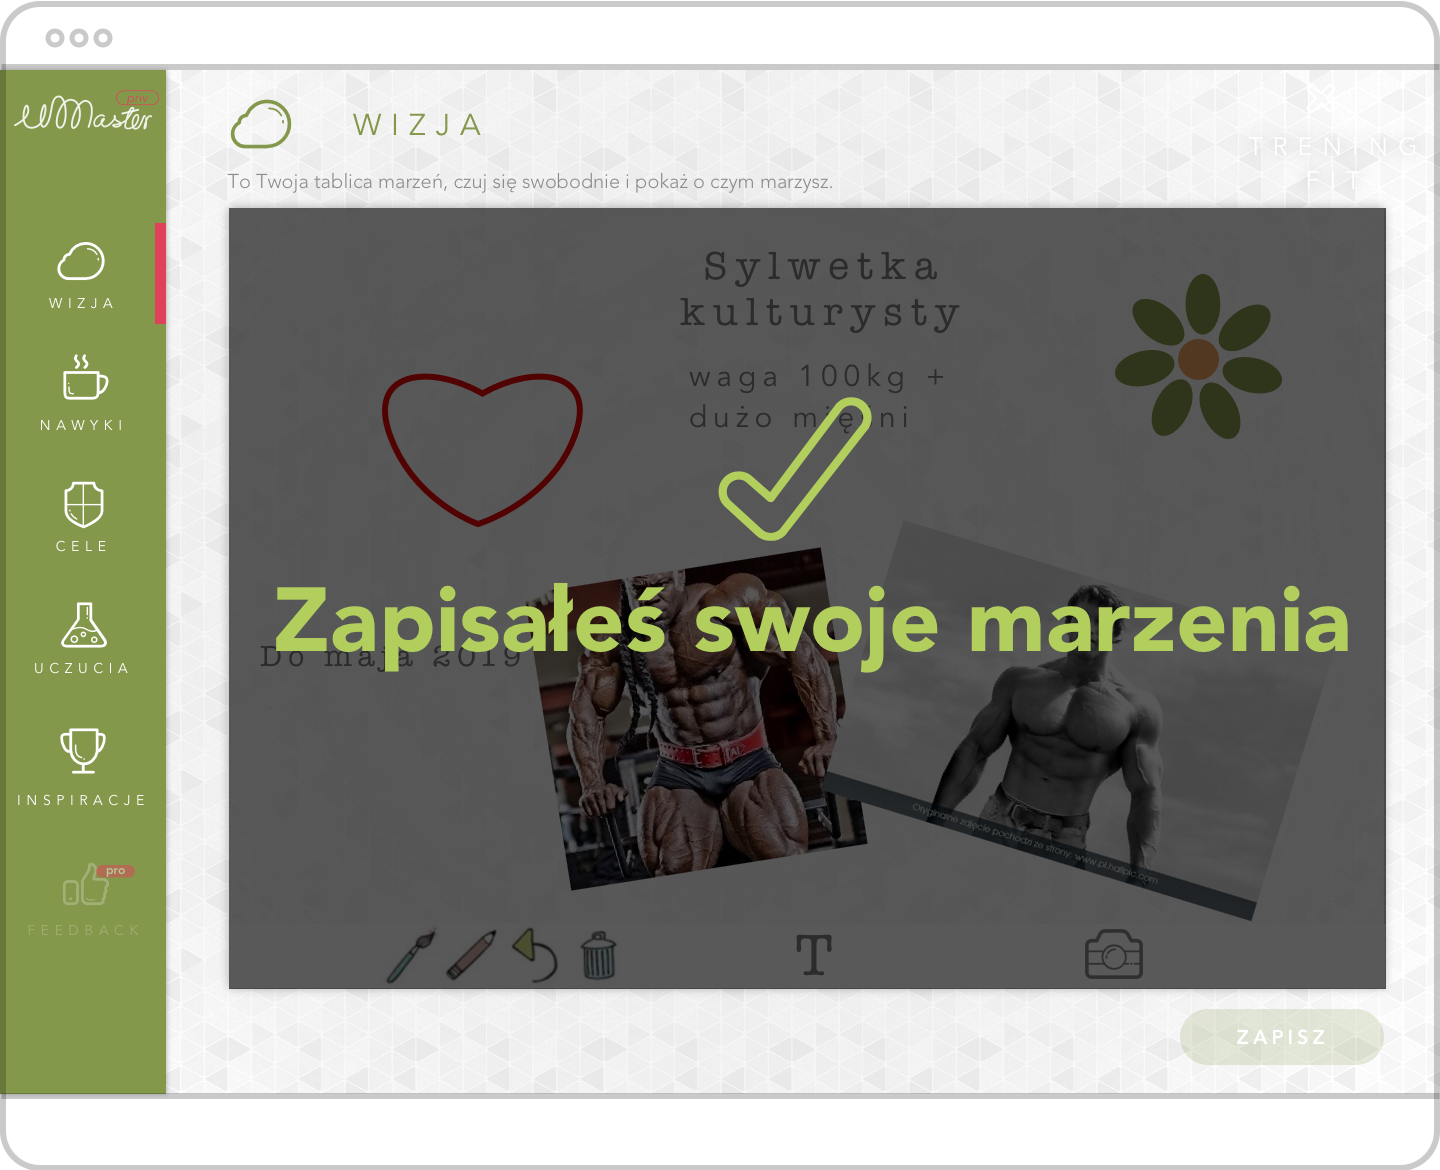 priv
WMaster
WIZJA
NAWYKI
CELE
UCZUCIA
INSPIRACJE
pro
FEEDBACK
WIZJA
TRENING
FIT
To Twoja tablica marzeń, czuj się swobodnie i pokaż o czym marzysz.
Sylwetka
kulturysty
waga 100kg +
dużo mięśni
Zapisałeś swoje marzenia
Do maja 2019
Oryginalne zdjęcie pochodzi ze strony: www.pl.hallpic.com
T
ZAPISZ